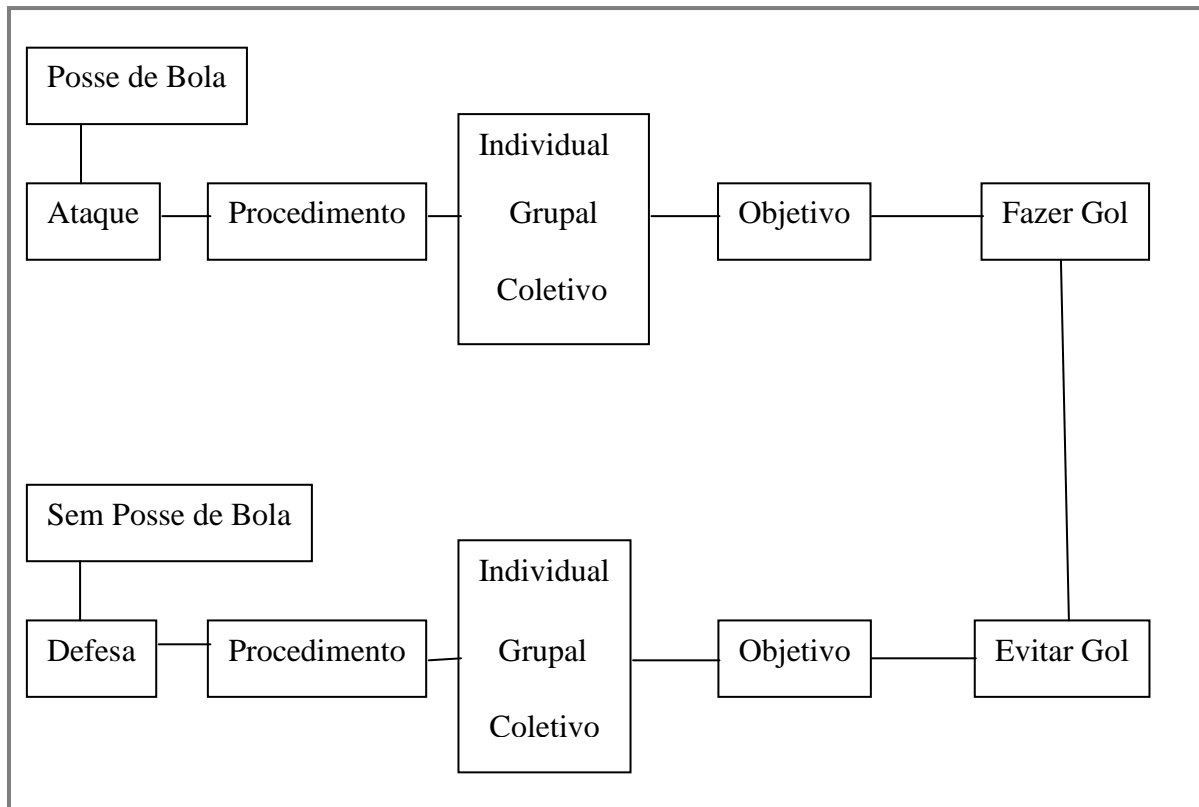 Posse de Bola
Ataque
Procedimento
Individual
Grupal
Coletivo
Objetivo
Fazer Gol
Sem Posse de Bola
Defesa
Procedimento
Individual
Grupal
Coletivo
Objetivo
Evitar Gol